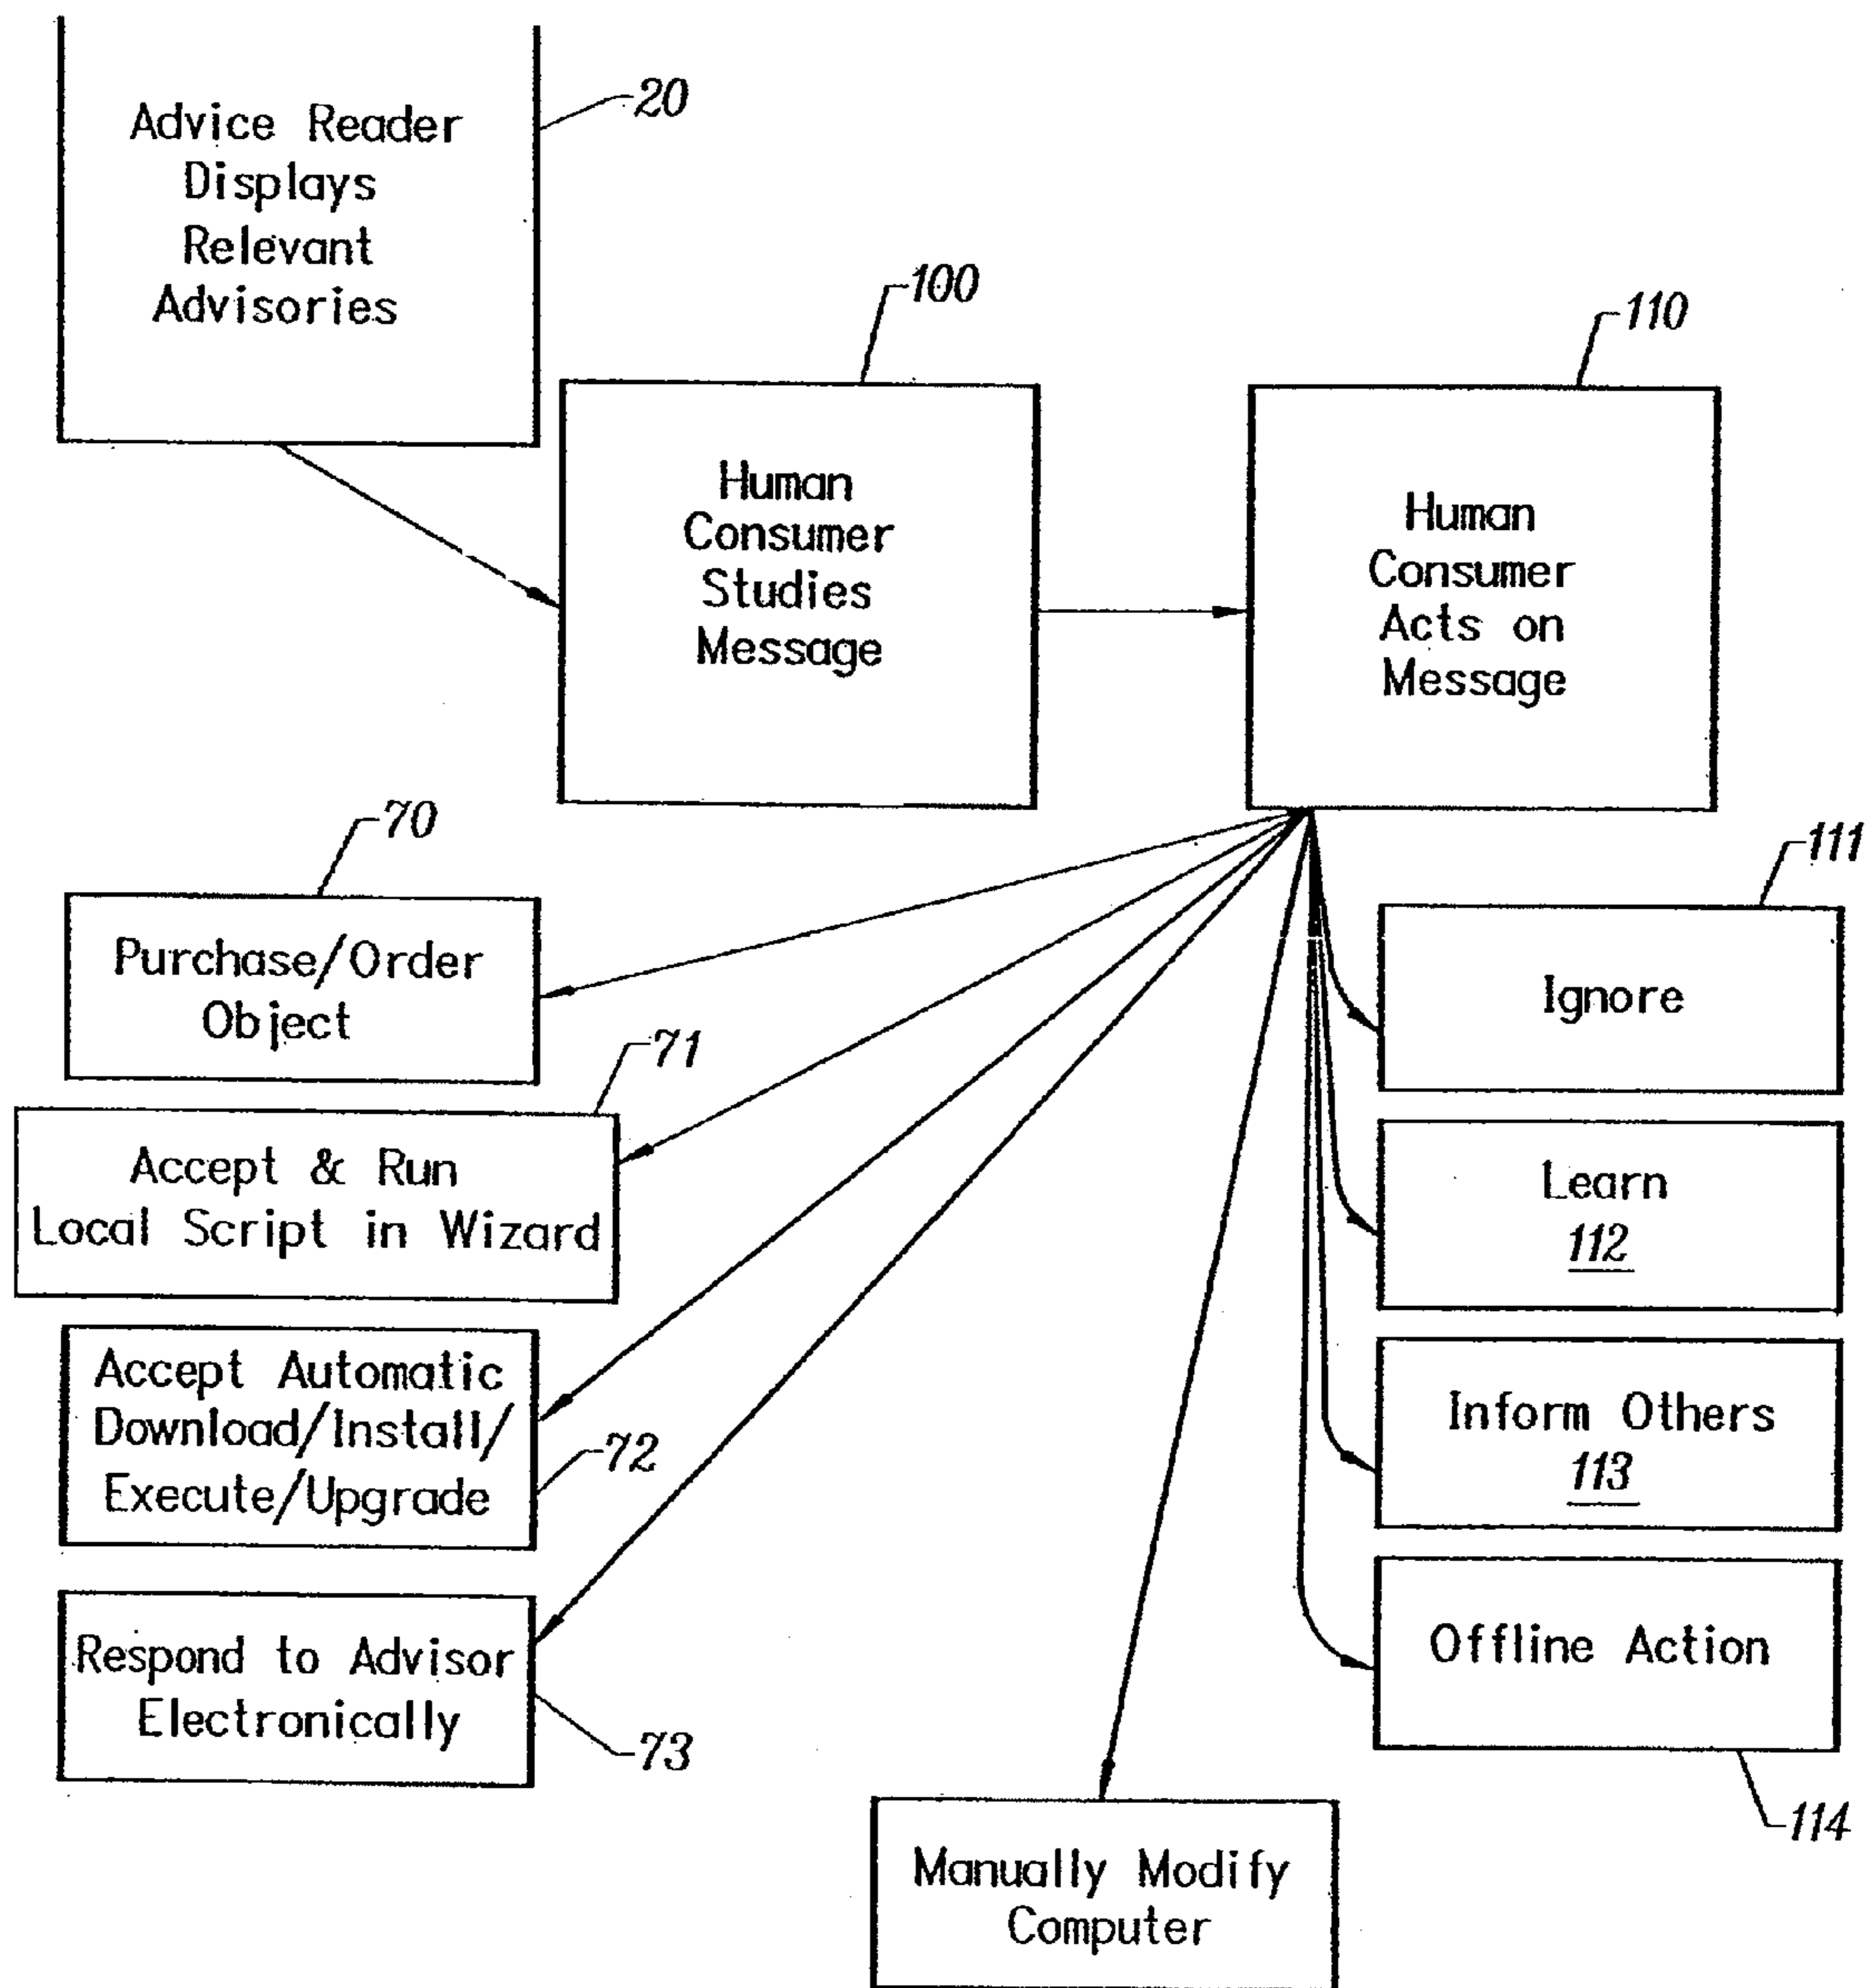 Advice Reader
Displays
Relevant
Advisories
20
Human
Consumer
Studies
Message
100
Human
Consumer
Acts on
Message
110
Purchase/Order
Object
70
Accept & Run
Local Script in Wizard
71
Accept Automatic
Download/Install/
Execute/Upgrade
72
Respond to Advisor
Electronically
73
Manually Modify
Computer
Ignore
111
Learn
112
Inform Others
113
Offline Action
114